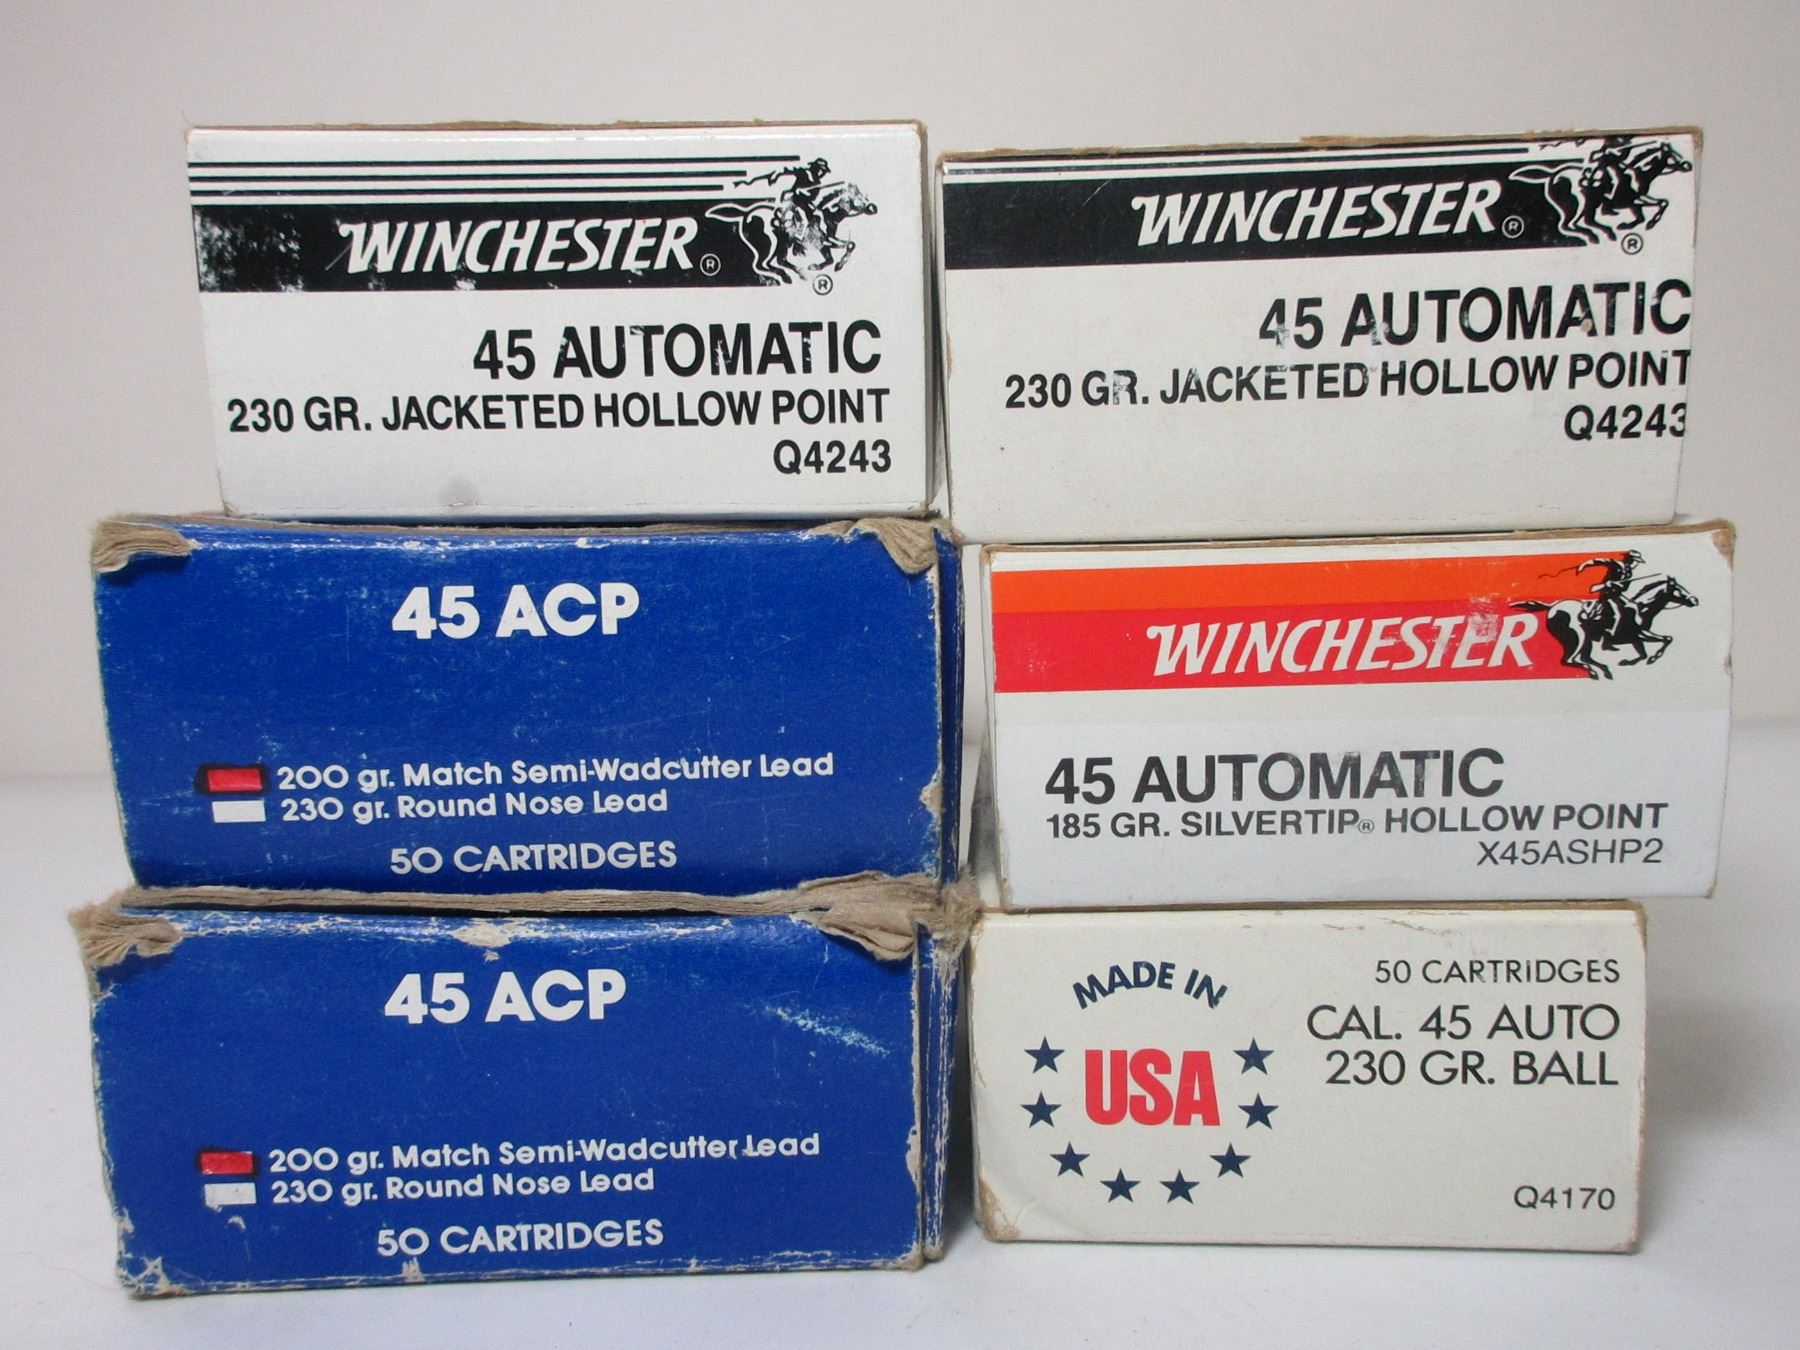 WINCHESTER®
®
45 AUTOMATIC
230 GR. JACKETED HOLLOW POINT
Q4243
WINCHESTER®
®
45 AUTOMATIC
230 GR. JACKETED HOLLOW POINT
Q4243
45 ACP
200 gr. Match Semi-Wadcutter Lead
230 gr. Round Nose Lead
50 CARTRIDGES
WINCHESTER
45 AUTOMATIC
185 GR. SILVERTIP® HOLLOW POINT
X45ASHP2
45 ACP
200 gr. Match Semi-Wadcutter Lead
230 gr. Round Nose Lead
50 CARTRIDGES
MADE IN
USA
50 CARTRIDGES
CAL. 45 AUTO
230 GR. BALL
Q4170